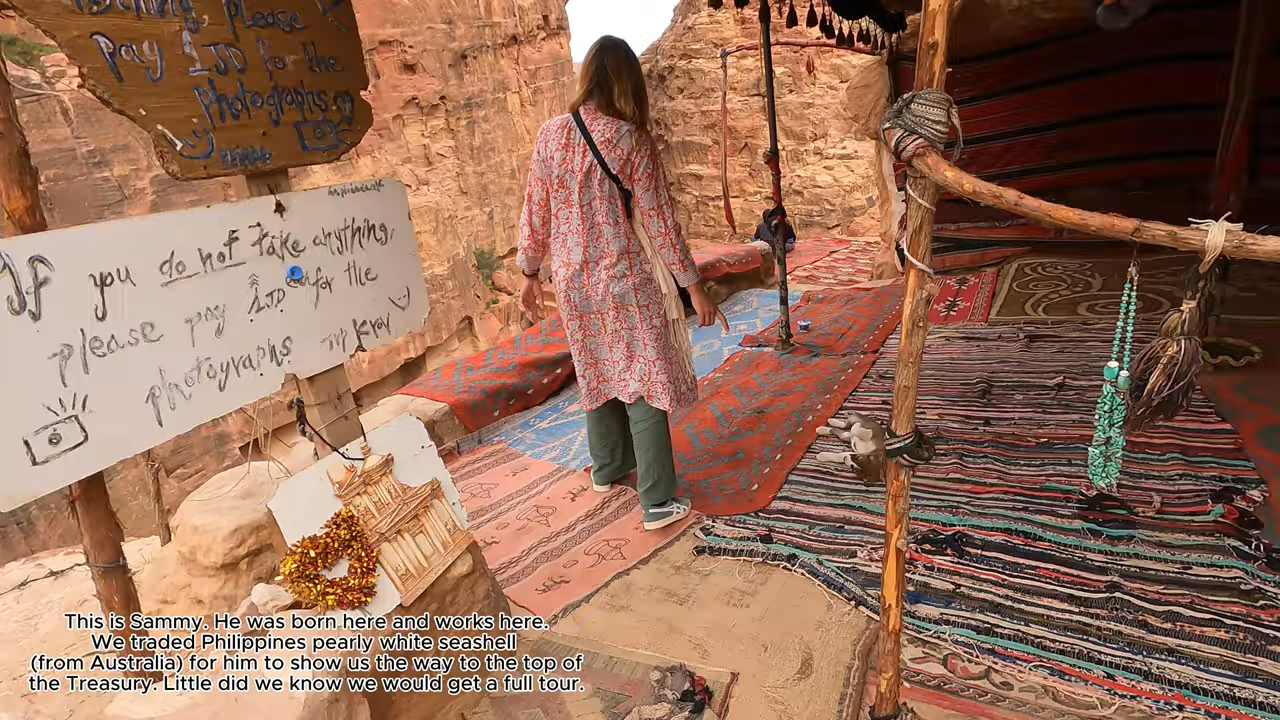 please
pay 1JD for the
photographs
If you do not take anything,
please pay 1JD for the
photographs
This is Sammy. He was born here and works here.
We traded Philippines pearly white seashell
(from Australia) for him to show us the way to the top of
the Treasury. Little did we know we would get a full tour.